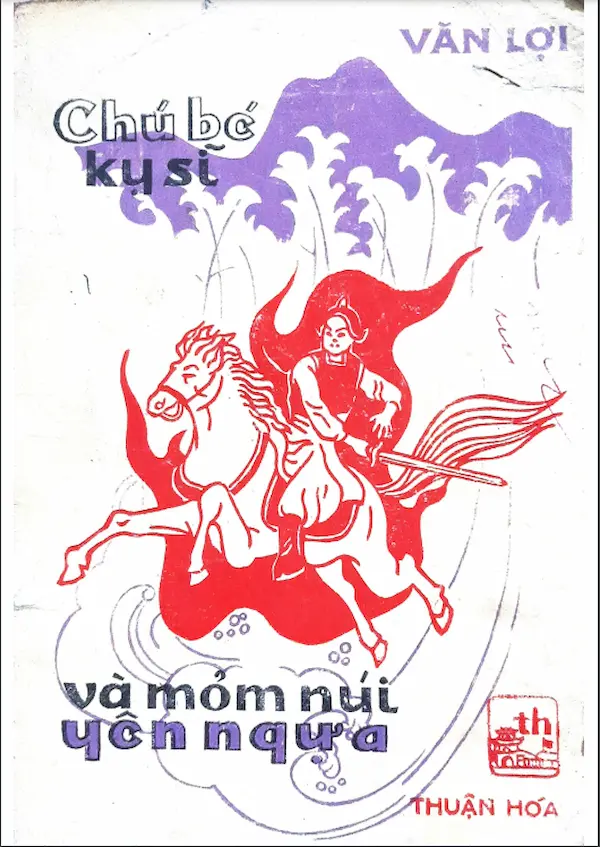 VĂN LỢI
Chú bé
kỵ sĩ
và mỏm núi
yên ngựa
th
THUẬN HÓA